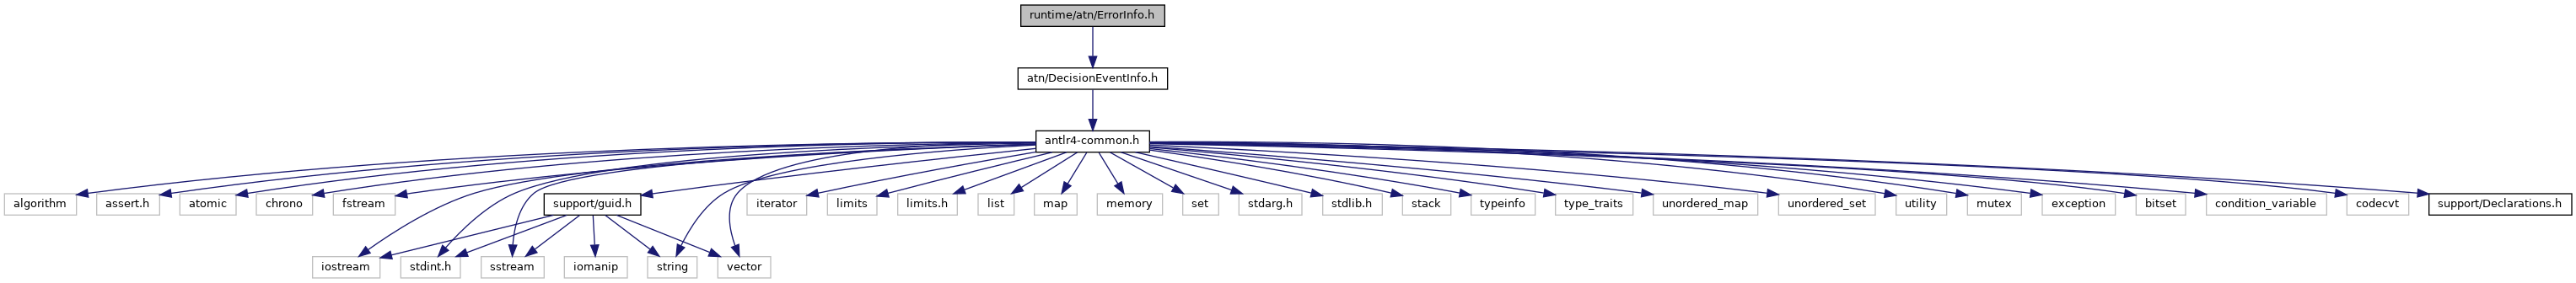 runtime/atn/ErrorInfo.h
atn/DecisionEventInfo.h
antlr4-common.h
algorithm
assert.h
atomic
chrono
fstream
support/guid.h
iterator
limits
limits.h
list
map
memory
set
stdarg.h
stdlib.h
stack
typeinfo
type_traits
unordered_map
unordered_set
utility
mutex
exception
bitset
condition_variable
codecvt
support/Declarations.h
iostream
stdint.h
sstream
iomanip
string
vector